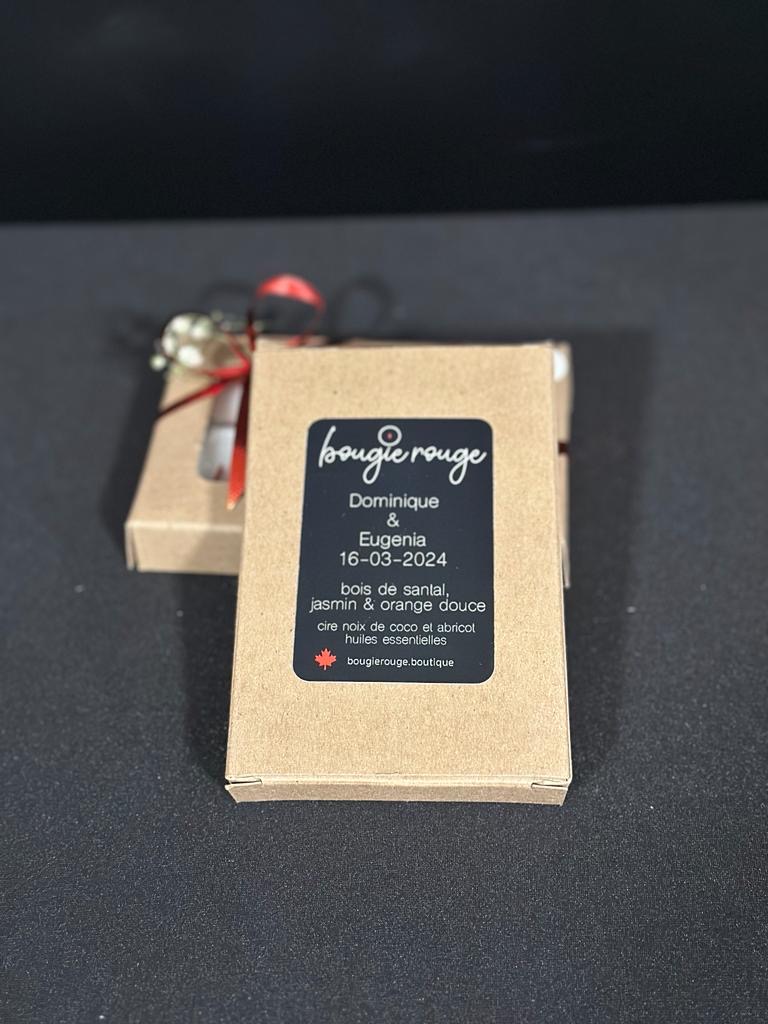 bougie rouge
Dominique
&
Eugenia
16-03-2024
bois de santal,
jasmin & orange douce
cire noix de coco et abricot
huiles essentielles
bougierouge.boutique